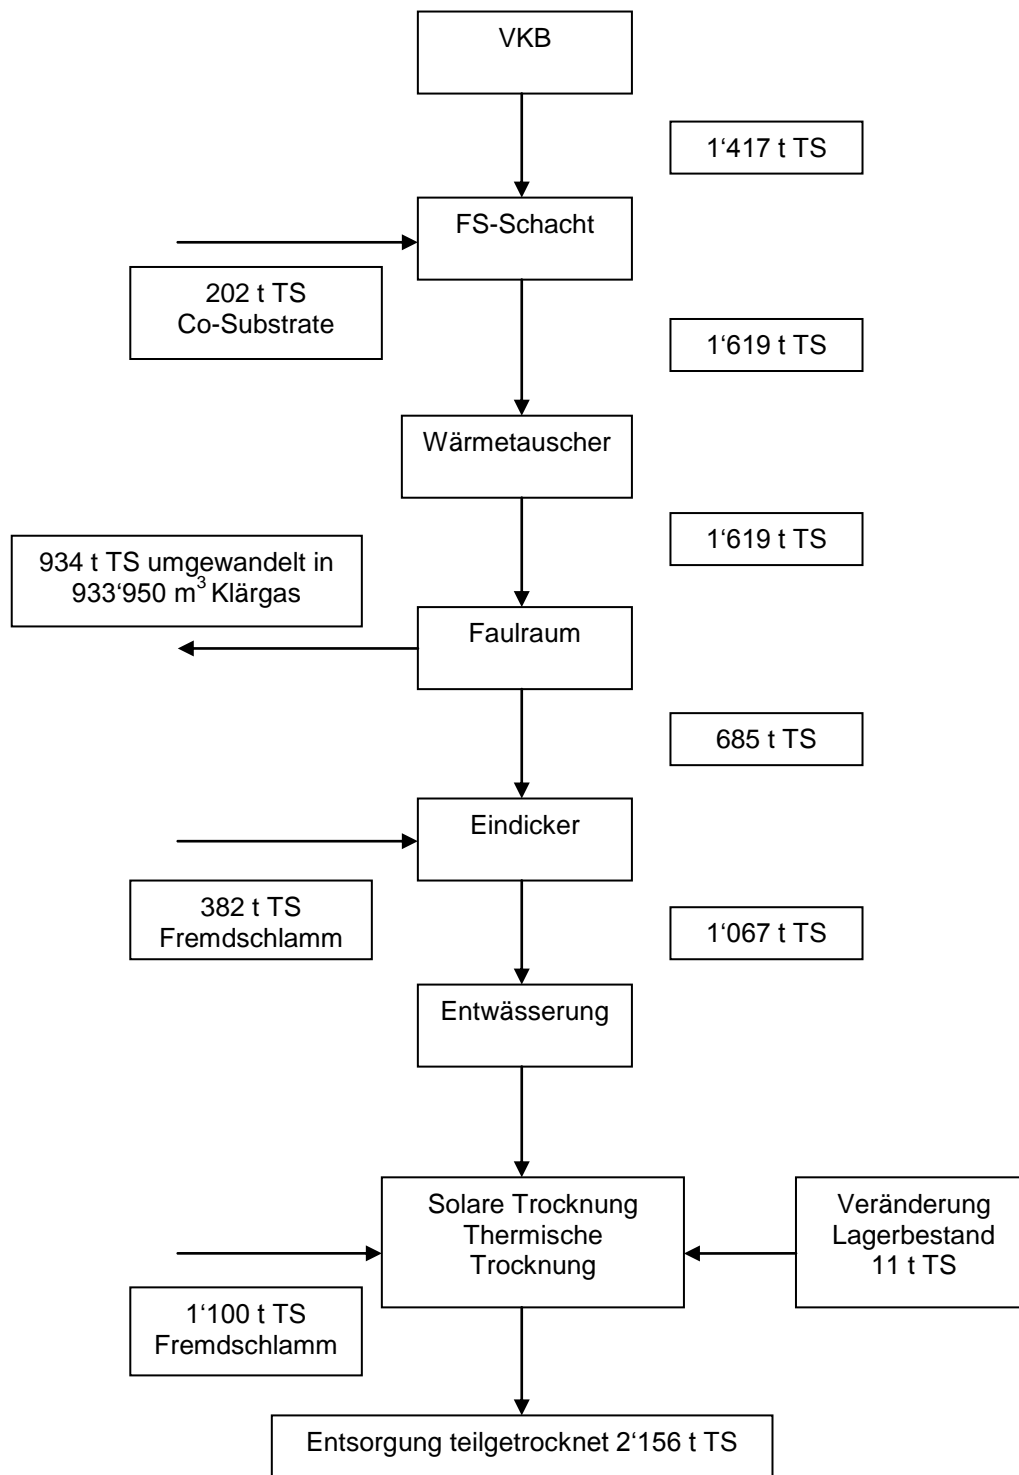 VKB
1‘417 t TS
FS-Schacht
202 t TS
Co-Substrate
1‘619 t TS
Wärmetauscher
1‘619 t TS
934 t TS umgewandelt in
933‘950 m³ Klärgas
Faulraum
685 t TS
Eindicker
382 t TS
Fremdschlamm
1‘067 t TS
Entwässerung
Solare Trocknung
Thermische
Trocknung
Veränderung
Lagerbestand
11 t TS
1‘100 t TS
Fremdschlamm
Entsorgung teilgetrocknet 2‘156 t TS